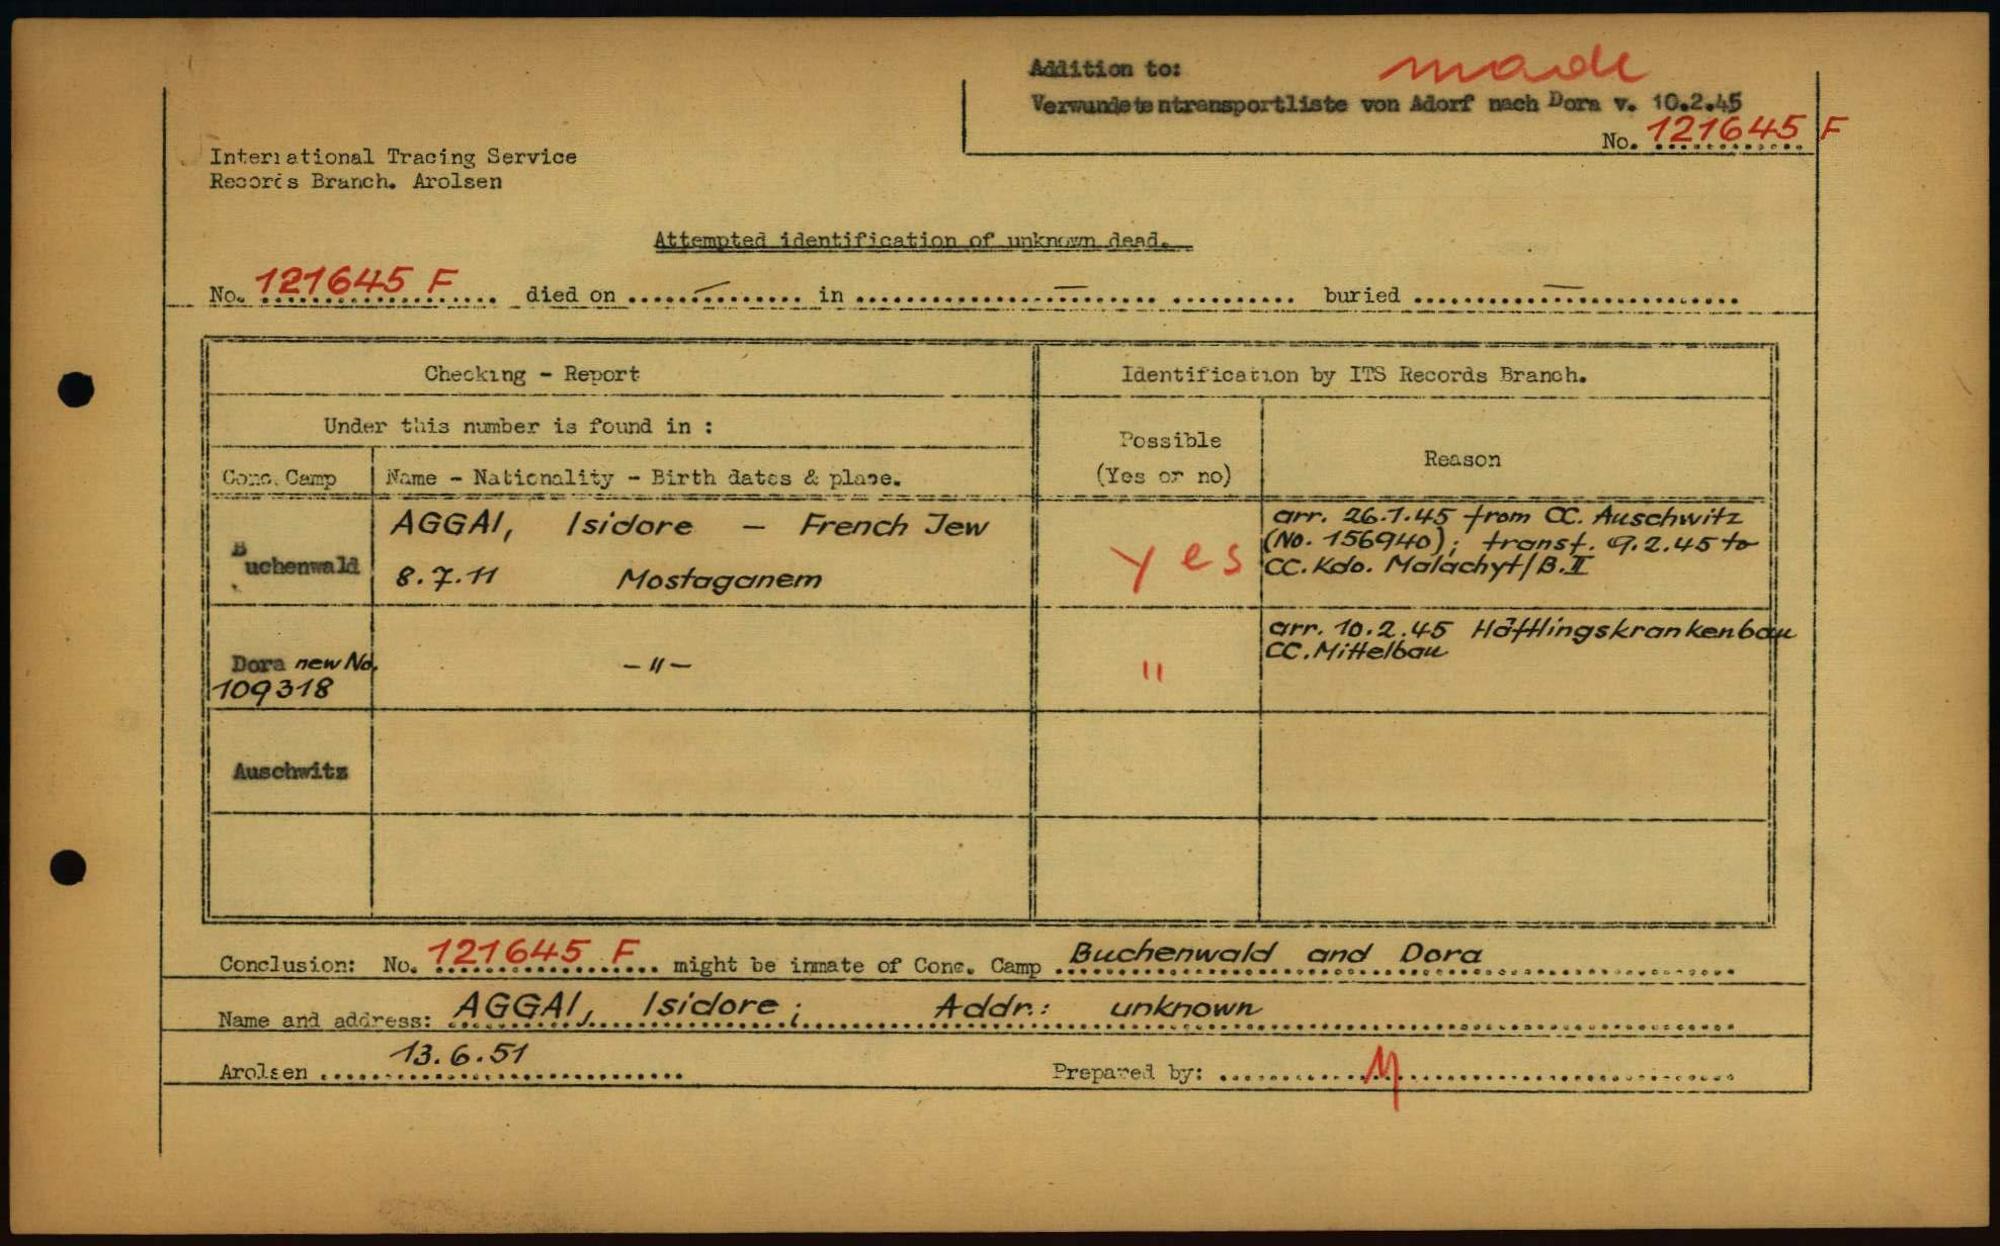 Addition to:
made
Verwundetentransportliste von Adorf nach Dora v. 10.2.45
No. 121645 F
International Tracing Service
Records Branch. Arolsen
Attempted identification of unknown dead.
No. 121645 F died on — in — buried —
Checking - Report
Identification by ITS Records Branch.
Under this number is found in :
Possible
(Yes or no)
Reason
Conc. Camp
Name - Nationality - Birth dates & place.
Buchenwald
AGGAI, Isidore — French Jew
8.7.11 Mostaganem
yes
arr. 26.1.45 from CC. Auschwitz
(No. 156940); transf. 9.2.45 to
CC. Kdo. Malachyt/B.II
Dora new No.
109318
—"—
"
arr. 10.2.45 Häftlingskrankenbau
CC. Mittelbau
Auschwitz
Conclusion: No. 121645 F might be inmate of Conc. Camp Buchenwald and Dora
Name and address: AGGAI, Isidore; Addr.: unknown
Arolsen 13.6.51
Prepared by: